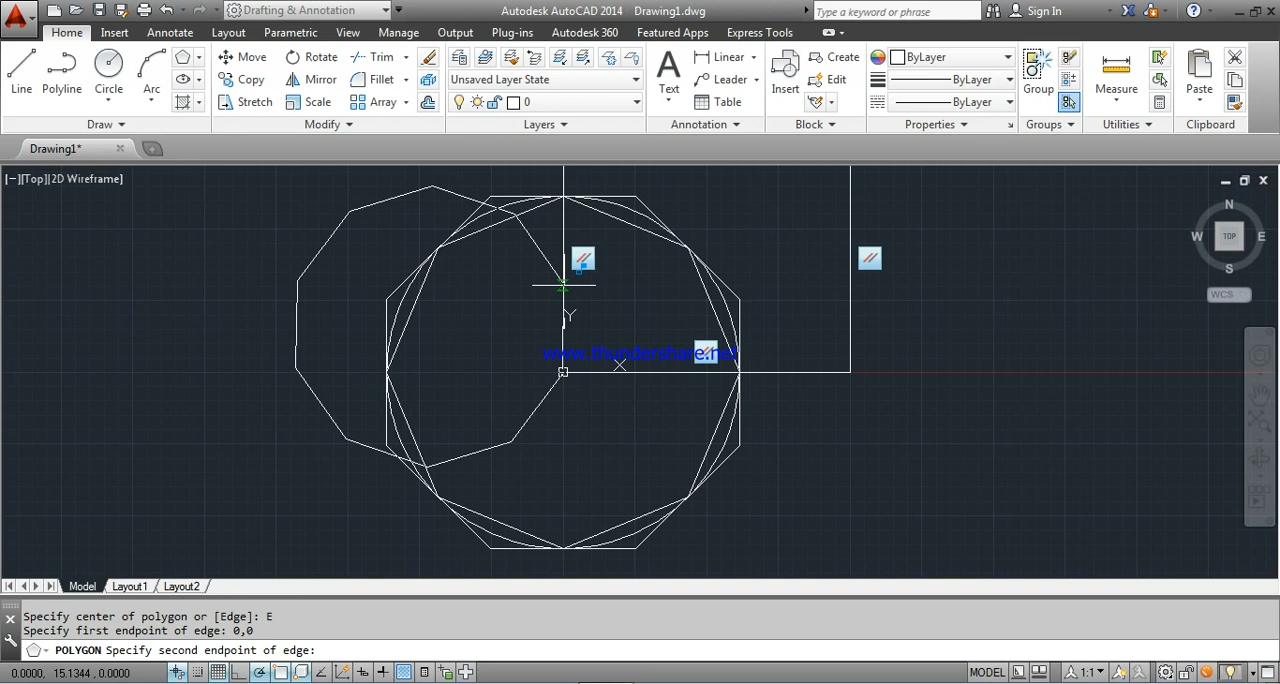 Drafting & Annotation
Autodesk AutoCAD 2014 Drawing1.dwg
Type a keyword or phrase
Sign In
Home Insert Annotate Layout Parametric View Manage Output Plug-ins Autodesk 360 Featured Apps Express Tools
Line Polyline Circle Arc
Move Rotate Trim
Copy Mirror Fillet
Stretch Scale Array
Unsaved Layer State
0
Text
Linear
Leader
Table
Insert
Create
Edit
ByLayer
ByLayer
ByLayer
Group
Measure
Paste
Draw Modify Layers Annotation Block Properties Groups Utilities Clipboard
Drawing1*
[−][Top][2D Wireframe]
N
W TOP E
S
WCS
Y
www.thundershare.net
X
Model Layout1 Layout2
Specify center of polygon or [Edge]: E
Specify first endpoint of edge: 0,0
POLYGON Specify second endpoint of edge:
0.0000, 15.1344 , 0.0000
MODEL
1:1